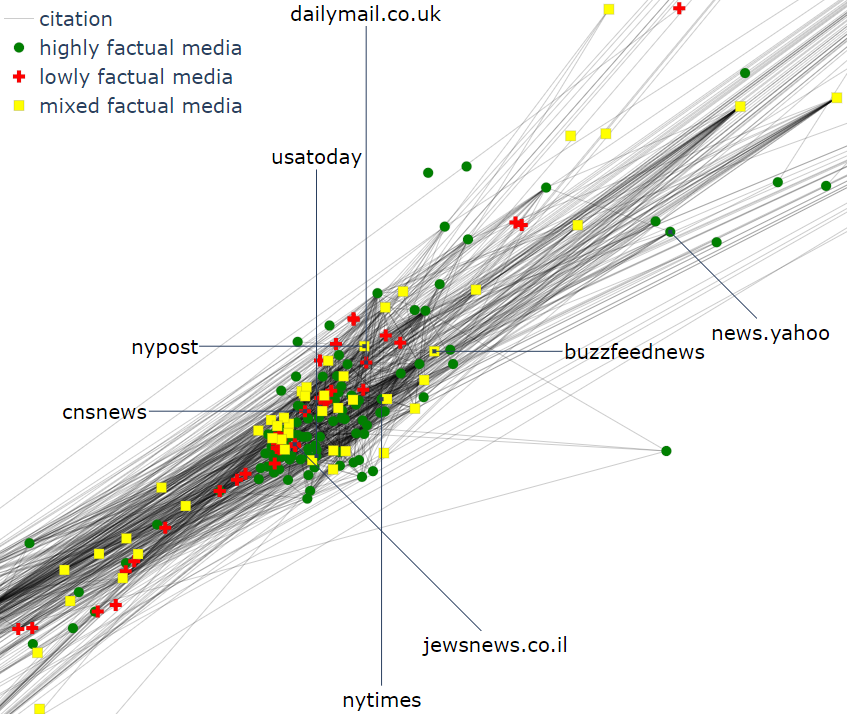 dailymail.co.uk
citation
highly factual media
lowly factual media
mixed factual media
usatoday
news.yahoo
nypost
buzzfeednews
cnsnews
jewsnews.co.il
nytimes